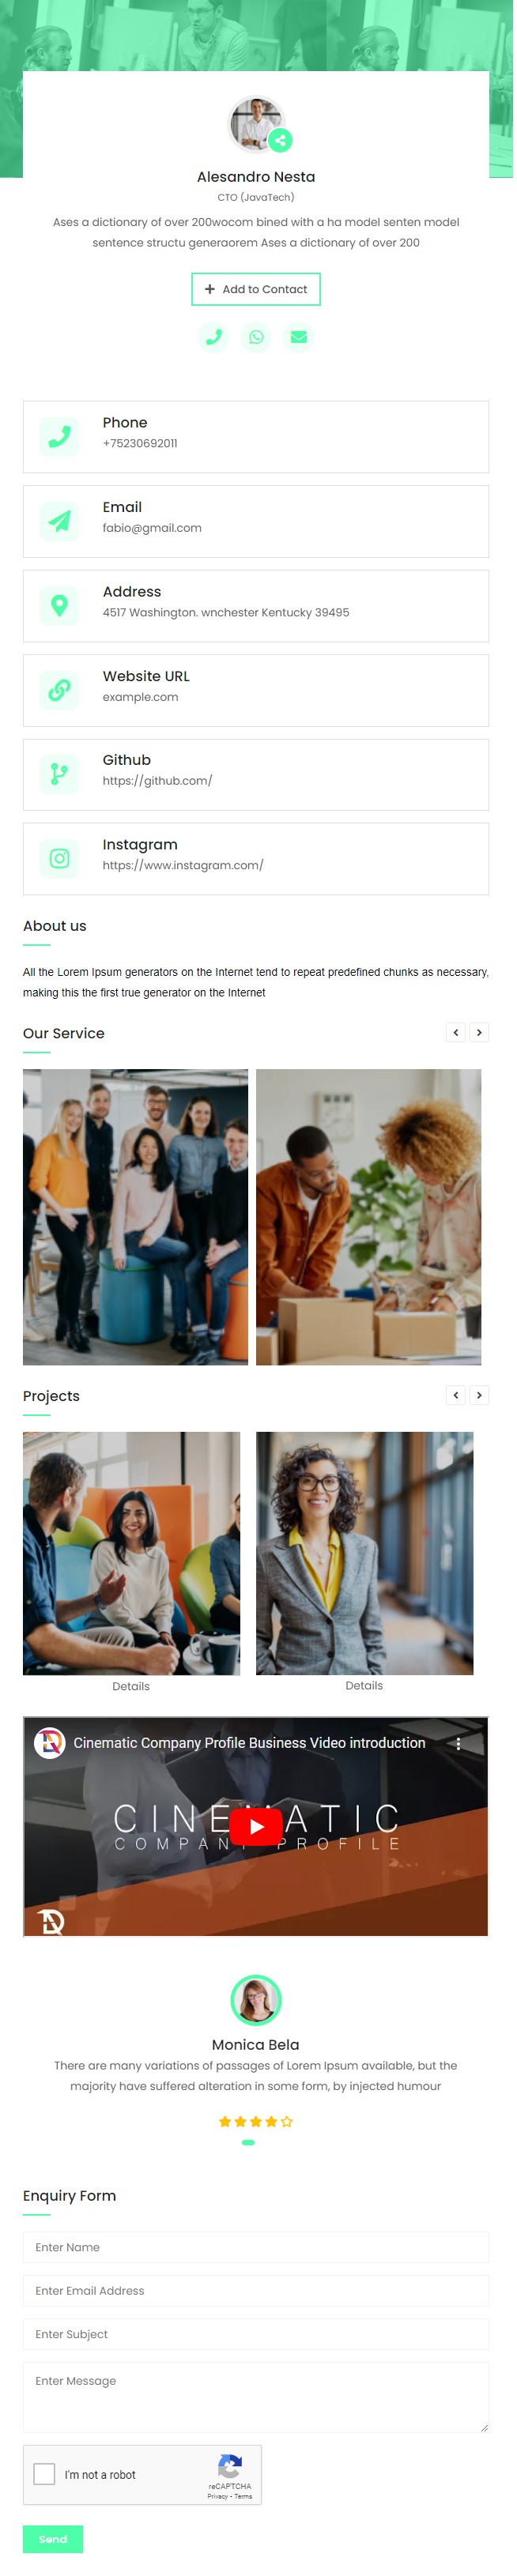 Alesandro Nesta
CTO (JavaTech)
Ases a dictionary of over 200wocom bined with a ha model senten model
sentence structu generaorem Ases a dictionary of over 200
Add to Contact
Phone
+75230692011
Email
fabio@gmail.com
Address
4517 Washington. wnchester Kentucky 39495
Website URL
example.com
Github
https://github.com/
Instagram
https://www.instagram.com/
About us
All the Lorem Ipsum generators on the Internet tend to repeat predefined chunks as necessary,
making this the first true generator on the Internet
Our Service
Projects
Details
Details
Cinematic Company Profile Business Video introduction
CINEMATIC
COMPANY PROFILE
Monica Bela
There are many variations of passages of Lorem Ipsum available, but the
majority have suffered alteration in some form, by injected humour
Enquiry Form
Enter Name
Enter Email Address
Enter Subject
Enter Message
I'm not a robot
reCAPTCHA
Privacy - Terms
Send